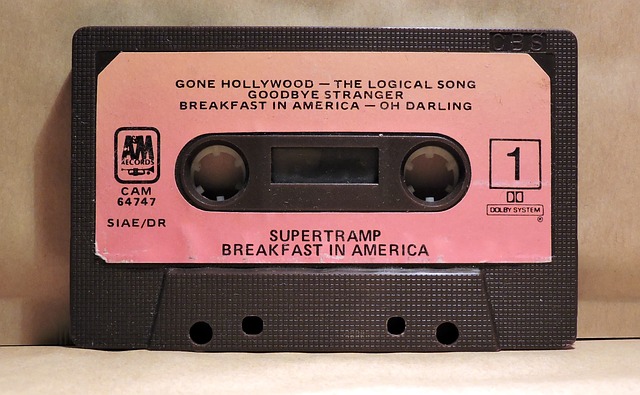 CBS
GONE HOLLYWOOD — THE LOGICAL SONG
GOODBYE STRANGER
BREAKFAST IN AMERICA — OH DARLING
A&M
RECORDS
CAM
64747
SIAE/DR
1
DOLBY SYSTEM
SUPERTRAMP
BREAKFAST IN AMERICA